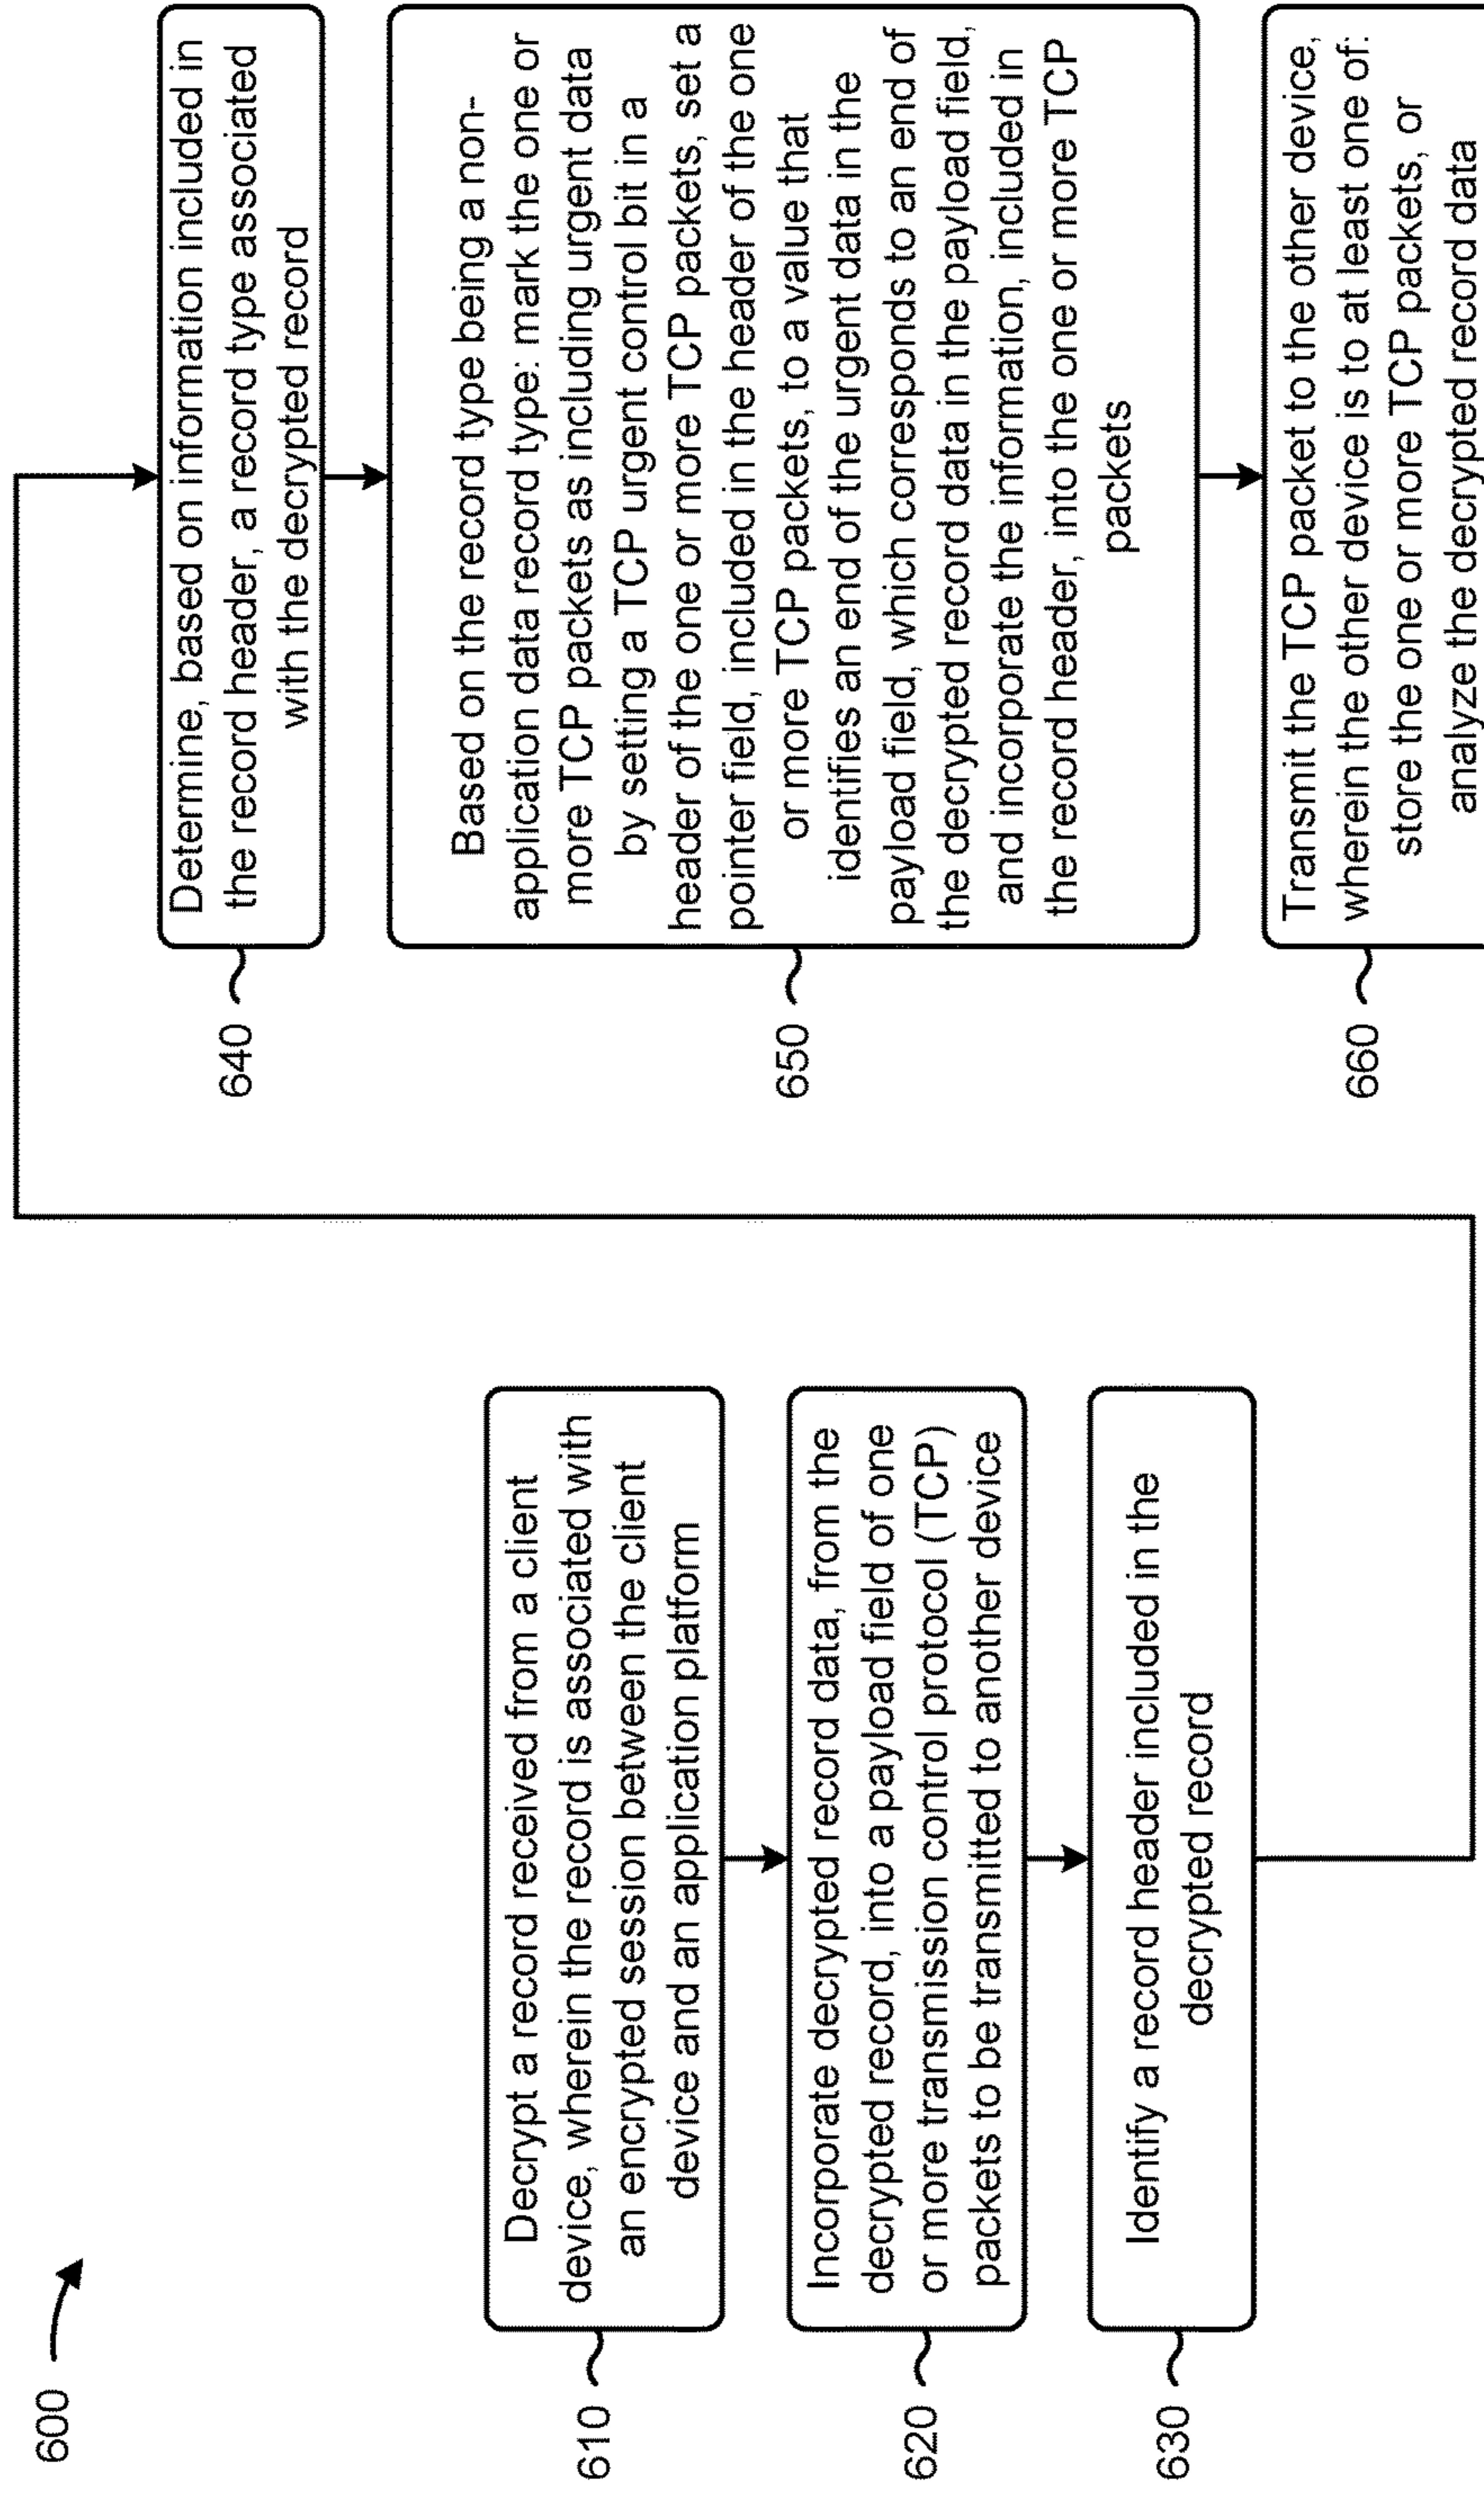 600
610
Decrypt a record received from a client
device, wherein the record is associated with
an encrypted session between the client
device and an application platform
620
Incorporate decrypted record data, from the
decrypted record, into a payload field of one
or more transmission control protocol (TCP)
packets to be transmitted to another device
630
Identify a record header included in the
decrypted record
640
Determine, based on information included in
the record header, a record type associated
with the decrypted record
650
Based on the record type being a non-
application data record type: mark the one or
more TCP packets as including urgent data
by setting a TCP urgent control bit in a
header of the one or more TCP packets, set a
pointer field, included in the header of the one
or more TCP packets, to a value that
identifies an end of the urgent data in the
payload field, which corresponds to an end of
the decrypted record data in the payload field,
and incorporate the information, included in
the record header, into the one or more TCP
packets
660
Transmit the TCP packet to the other device,
wherein the other device is to at least one of:
store the one or more TCP packets, or
analyze the decrypted record data